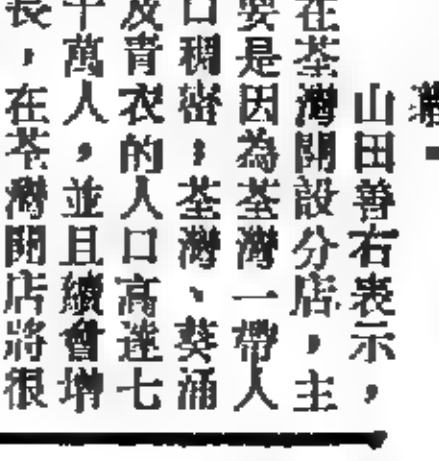 山田善右表示，
在荃灣開設分店，主
要是因為荃灣一帶人
口稠密；荃灣、葵涌
及青衣的人口高達七
十萬人，並且續會增
長，在荃灣開店將很